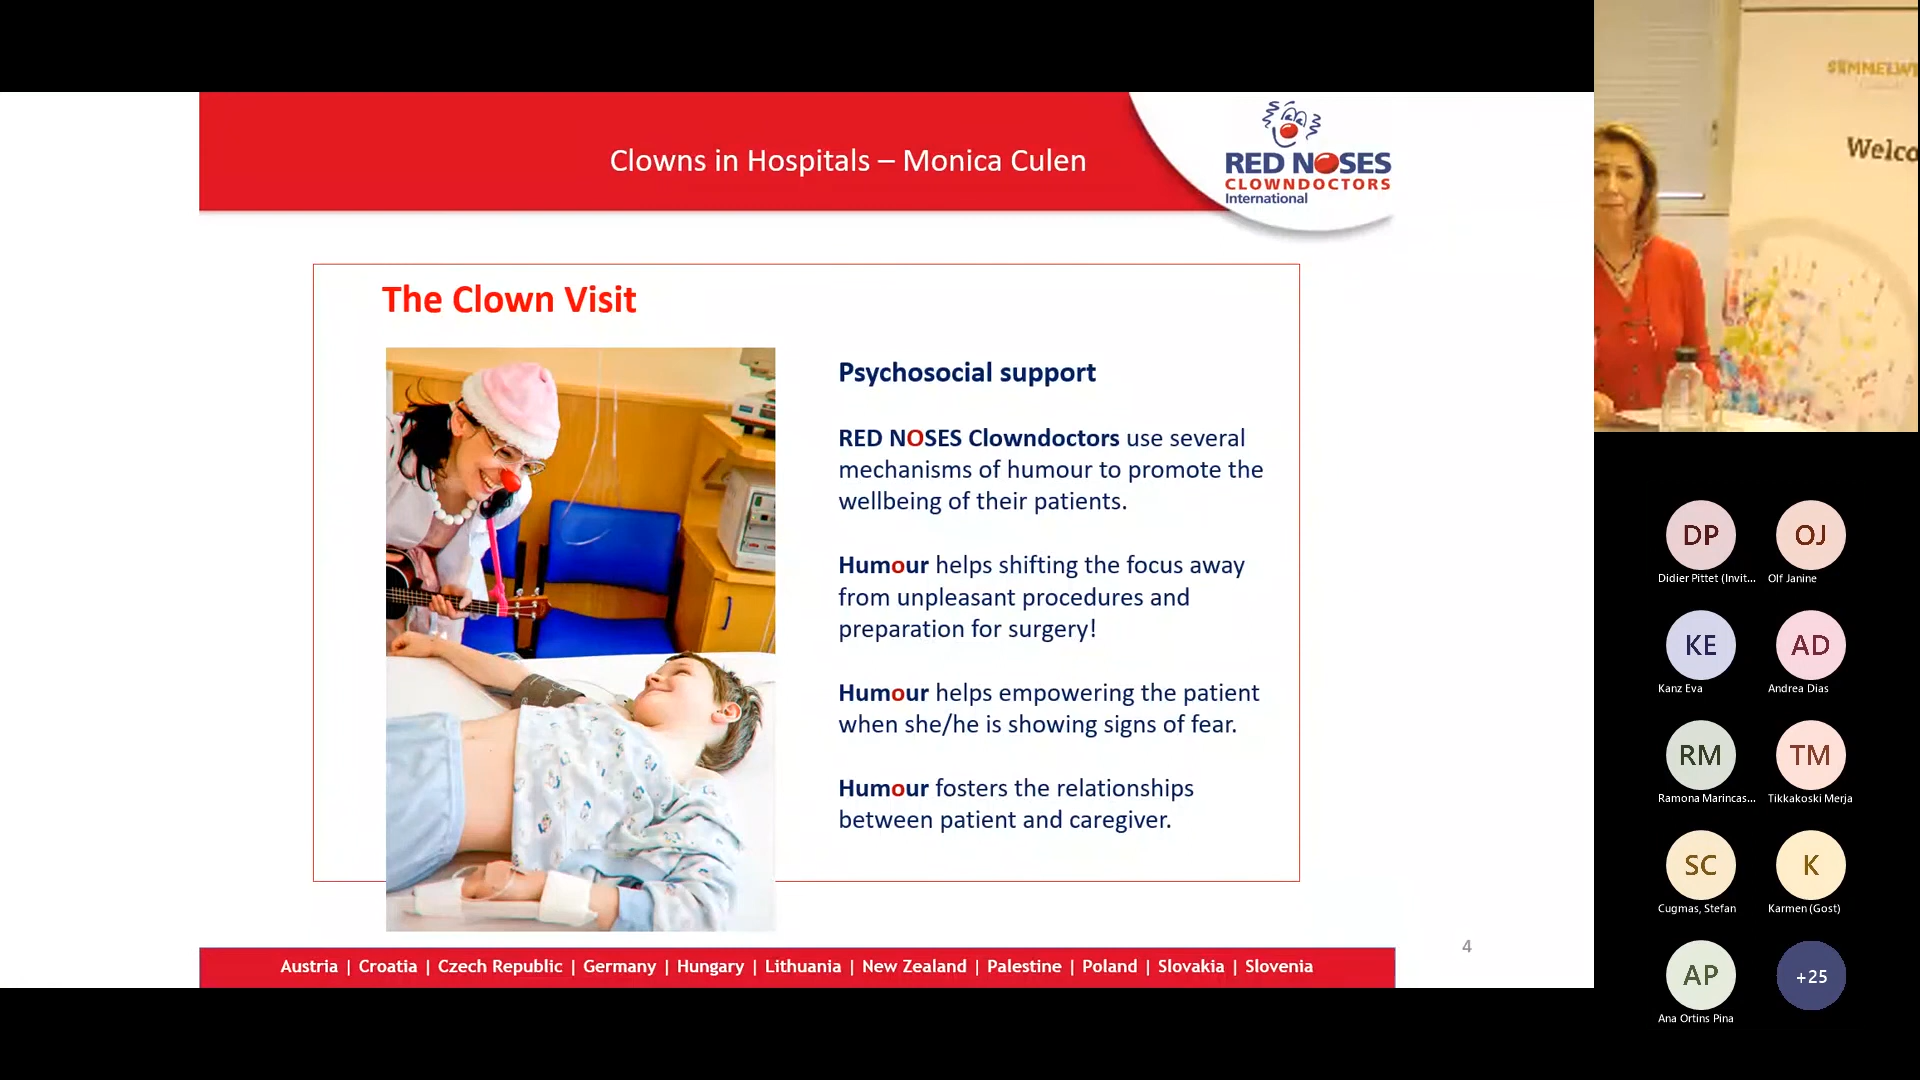 Clowns in Hospitals – Monica Culen
RED NOSES
CLOWNDOCTORS
International
The Clown Visit
Psychosocial support
RED NOSES Clowndoctors use several
mechanisms of humour to promote the
wellbeing of their patients.
Humour helps shifting the focus away
from unpleasant procedures and
preparation for surgery!
Humour helps empowering the patient
when she/he is showing signs of fear.
Humour fosters the relationships
between patient and caregiver.
4
Austria | Croatia | Czech Republic | Germany | Hungary | Lithuania | New Zealand | Palestine | Poland | Slovakia | Slovenia
SEMMELWE
Welco
DP
OJ
Didier Pittet (Invit...
Olf Janine
KE
AD
Kanz Eva
Andrea Dias
RM
TM
Ramona Marincas...
Tikkakoski Merja
SC
K
Cugmas, Stefan
Karmen (Gost)
AP
+25
Ana Ortins Pina